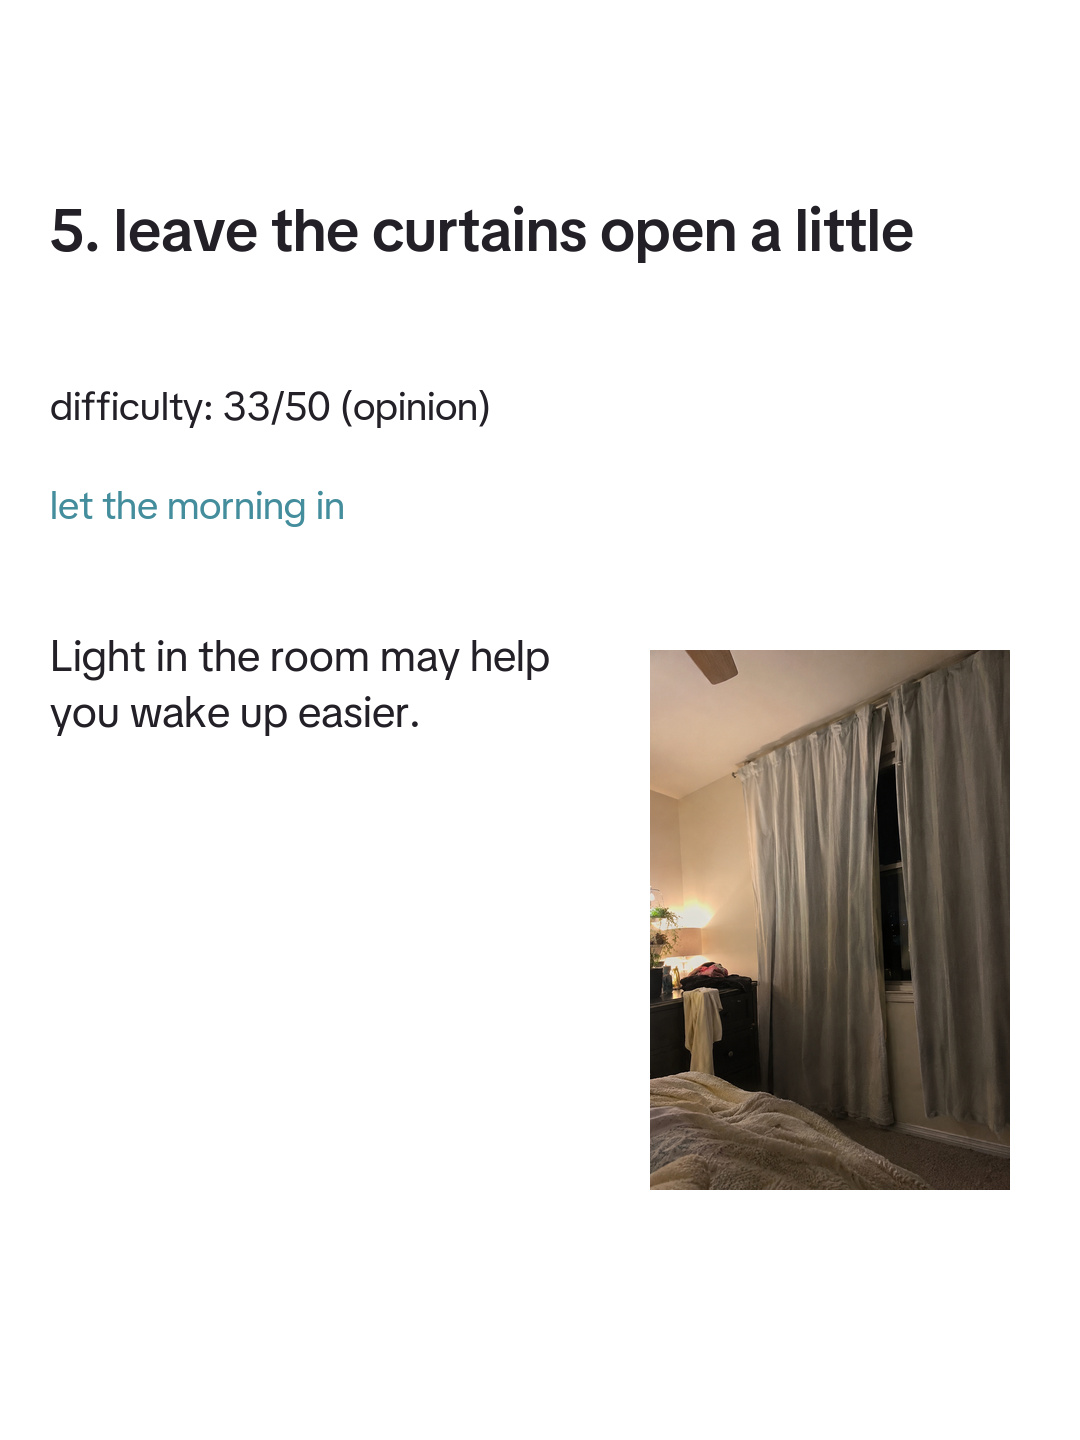 5. leave the curtains open a little
difficulty: 33/50 (opinion)
let the morning in
Light in the room may help
you wake up easier.